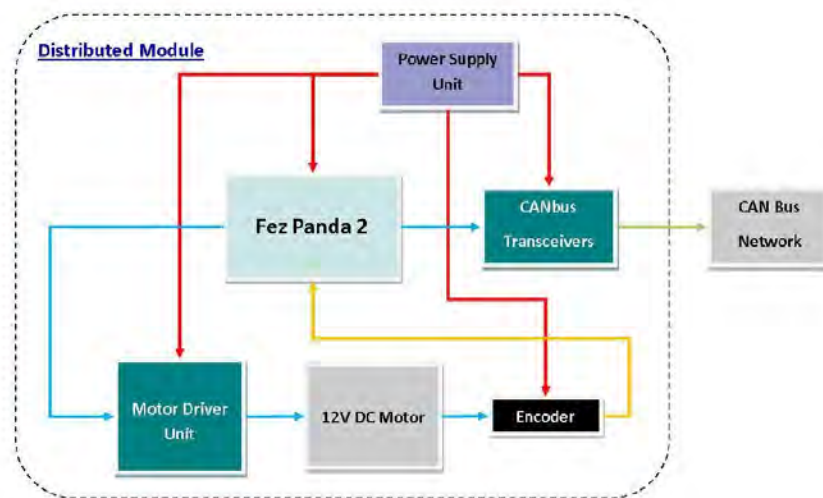 Distributed Module
Power Supply
Unit
Fez Panda 2
CANbus
Transceivers
CAN Bus
Network
Motor Driver
Unit
12V DC Motor
Encoder